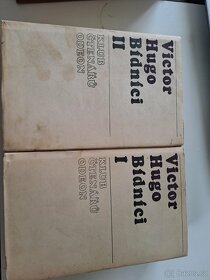 Victor
Hugo
Bídníci
II
KLUB
ČTENÁŘŮ
ODEON
Victor
Hugo
Bídníci
I
KLUB
ČTENÁŘŮ
ODEON